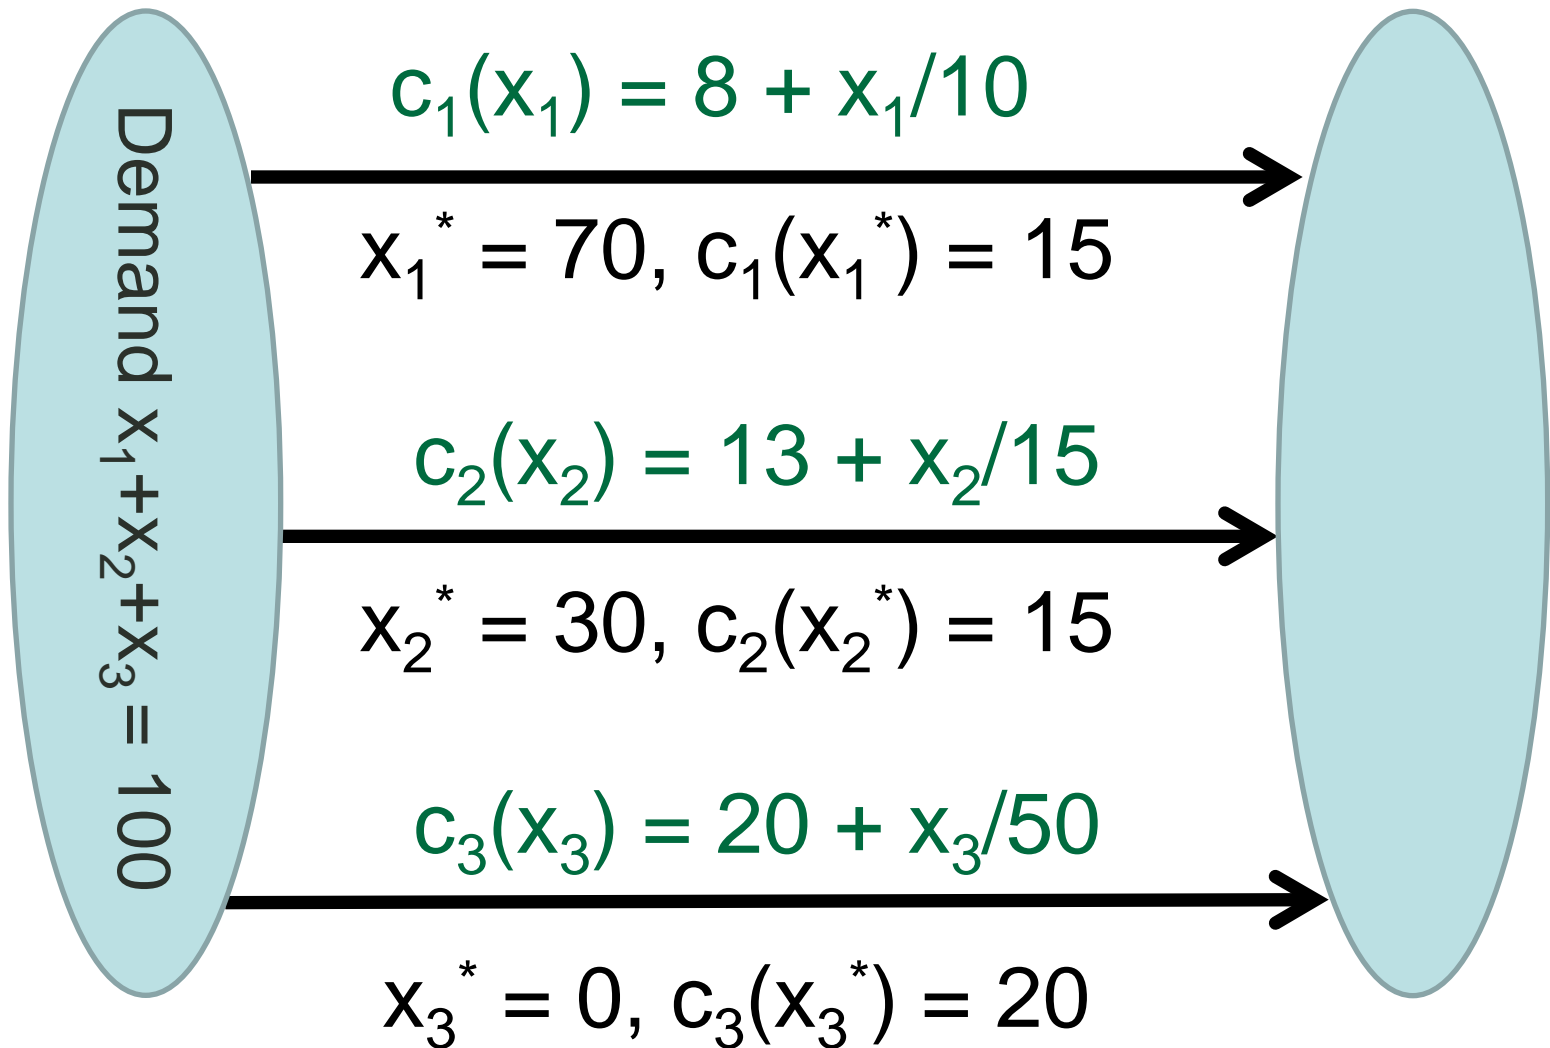 Demand x₁+x₂+x₃ = 100
c₁(x₁) = 8 + x₁/10
x₁* = 70, c₁(x₁*) = 15
c₂(x₂) = 13 + x₂/15
x₂* = 30, c₂(x₂*) = 15
c₃(x₃) = 20 + x₃/50
x₃* = 0, c₃(x₃*) = 20